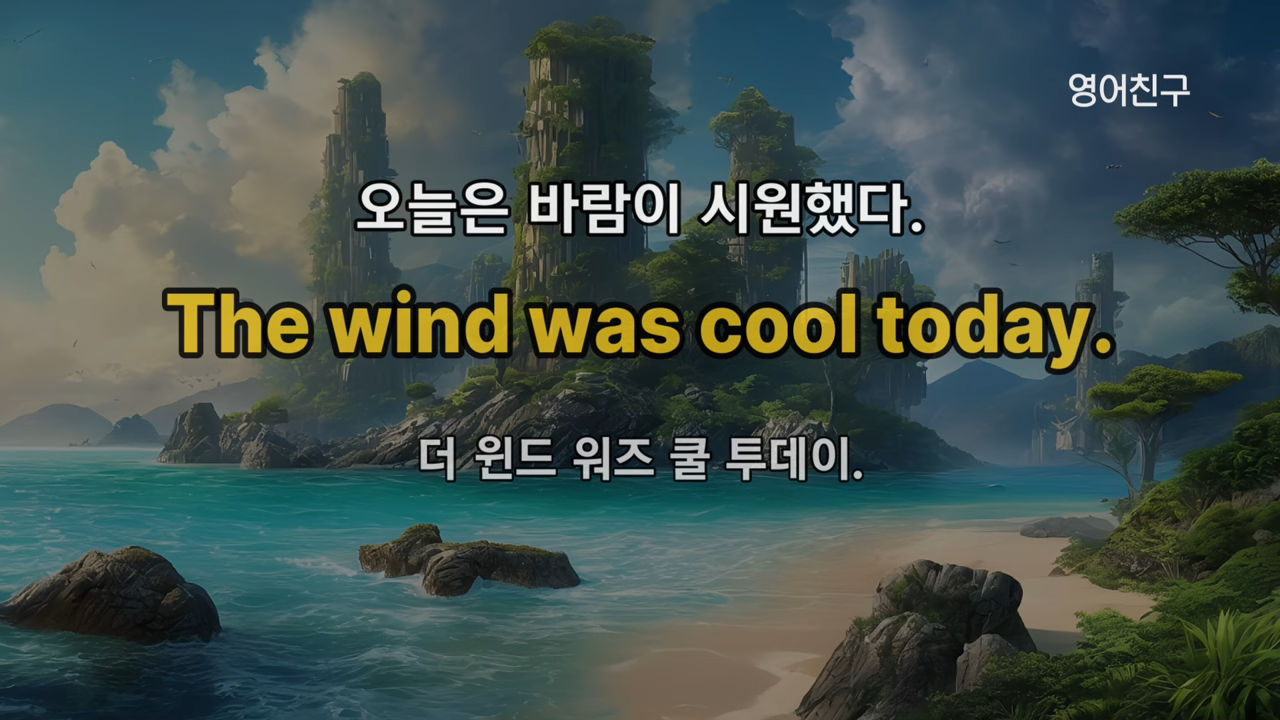 영어친구
오늘은 바람이 시원했다.
The wind was cool today.
더 윈드 워즈 쿨 투데이.